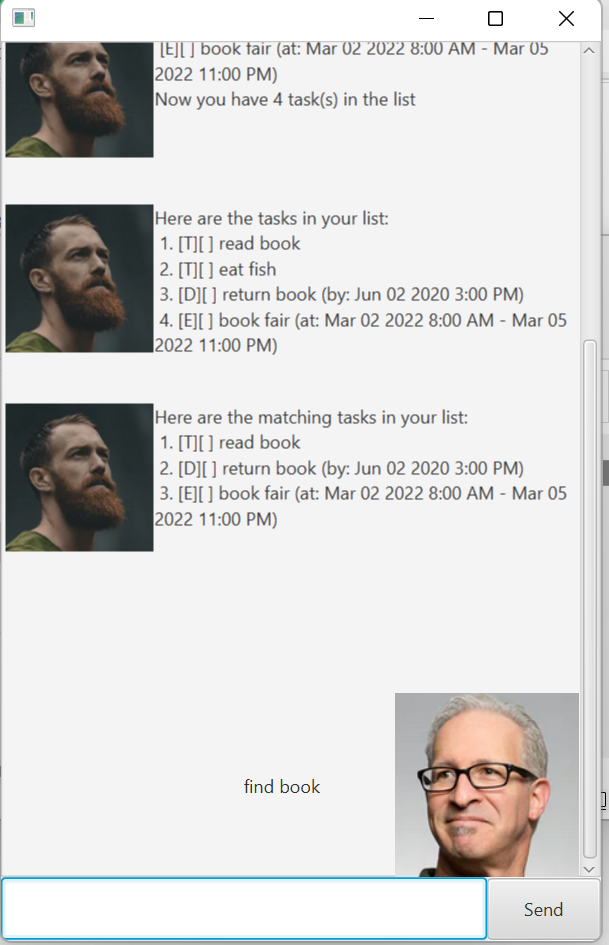 [E][ ] book fair (at: Mar 02 2022 8:00 AM - Mar 05
2022 11:00 PM)
Now you have 4 task(s) in the list
Here are the tasks in your list:
1. [T][ ] read book
2. [T][ ] eat fish
3. [D][ ] return book (by: Jun 02 2020 3:00 PM)
4. [E][ ] book fair (at: Mar 02 2022 8:00 AM - Mar 05
2022 11:00 PM)
Here are the matching tasks in your list:
1. [T][ ] read book
2. [D][ ] return book (by: Jun 02 2020 3:00 PM)
3. [E][ ] book fair (at: Mar 02 2022 8:00 AM - Mar 05
2022 11:00 PM)
find book
Send